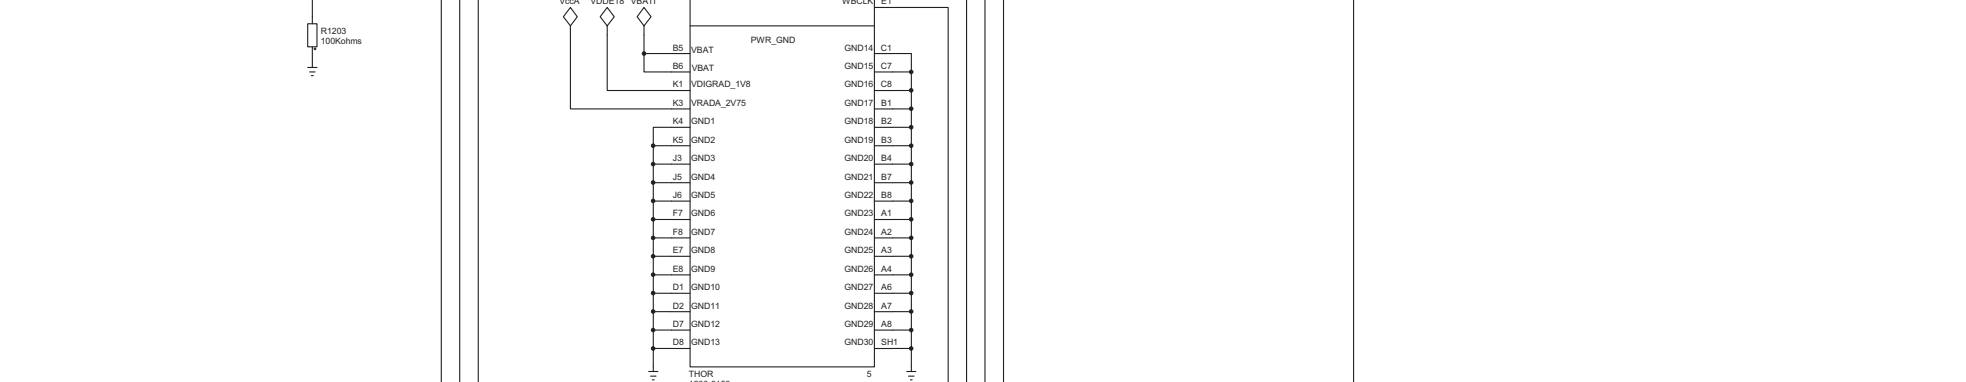 VccA VDDE18 VBATI
WBCLK E1
R1203
100Kohms
PWR_GND
B5 VBAT GND14 C1
B6 VBAT GND15 C7
K1 VDIGRAD_1V8 GND16 C8
K3 VRADA_2V75 GND17 B1
K4 GND1 GND18 B2
K5 GND2 GND19 B3
J3 GND3 GND20 B4
J5 GND4 GND21 B7
J6 GND5 GND22 B8
F7 GND6 GND23 A1
F8 GND7 GND24 A2
E7 GND8 GND25 A3
E8 GND9 GND26 A4
D1 GND10 GND27 A6
D2 GND11 GND28 A7
D7 GND12 GND29 A8
D8 GND13 GND30 SH1
THOR 5